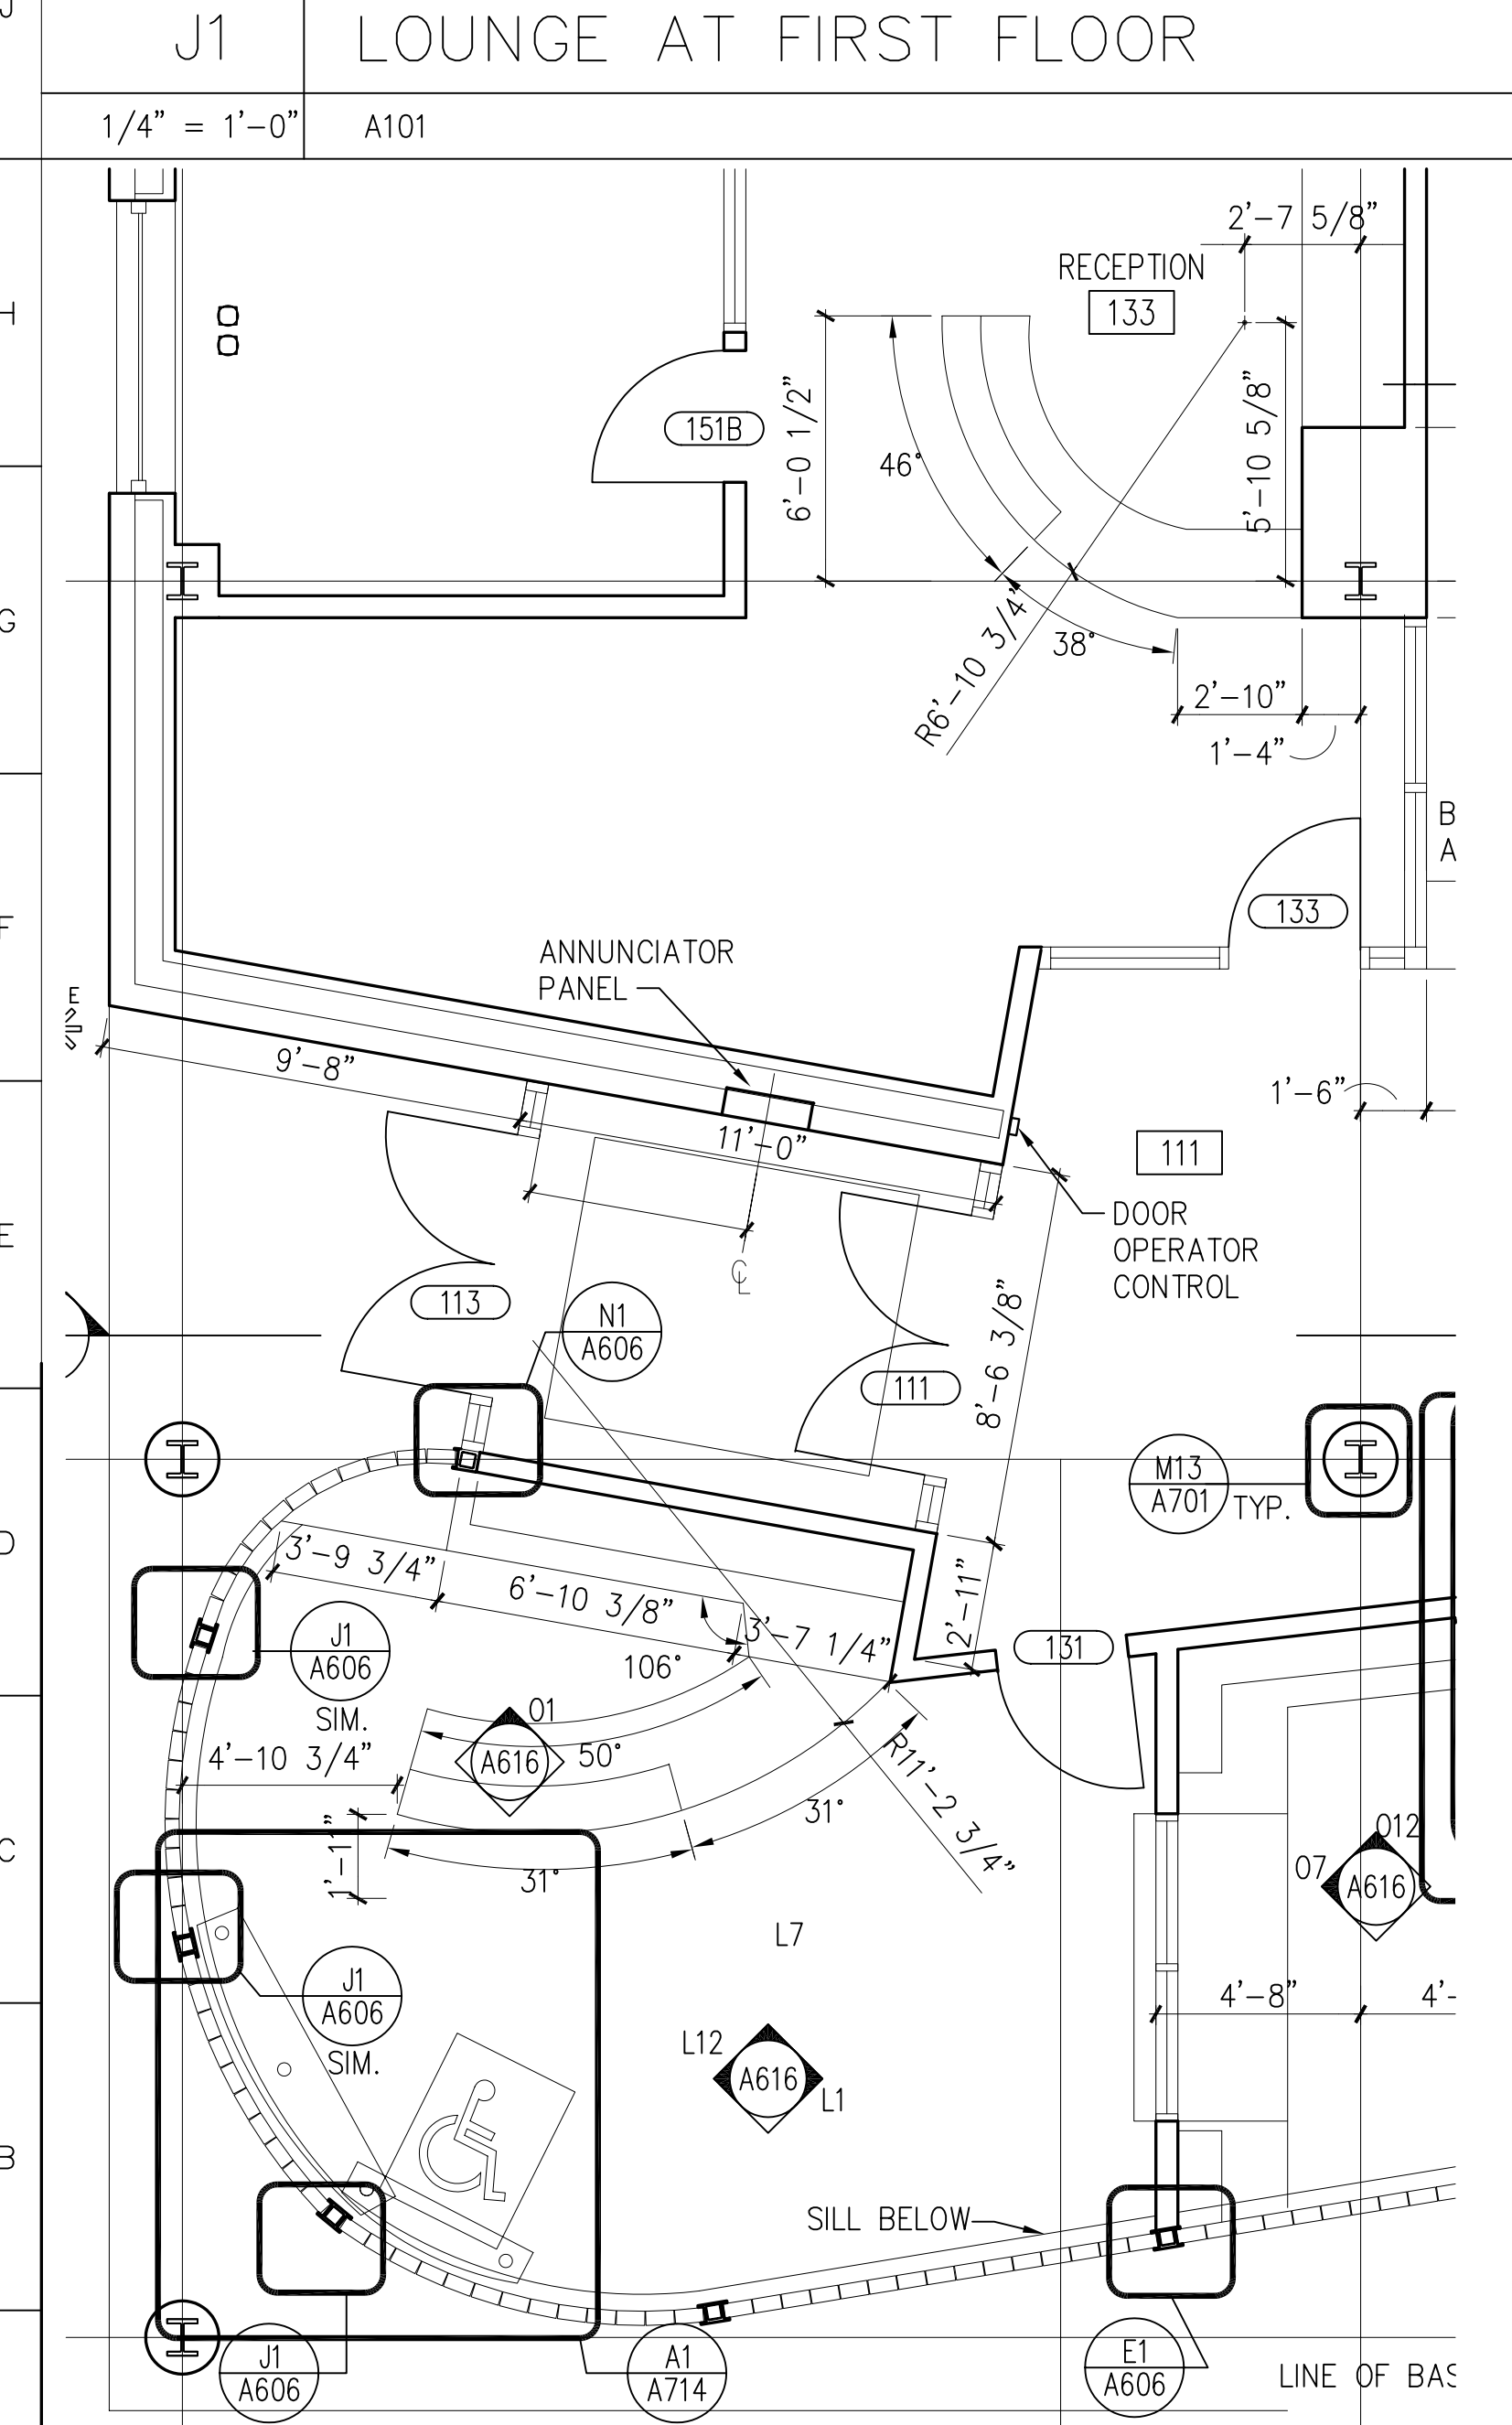 J
J1
LOUNGE AT FIRST FLOOR
1/4" = 1'-0"
A101
2'-7 5/8"
RECEPTION
133
H
6'-0 1/2"
5'-10 5/8"
151B
46°
G
R6'-10 3/4"
38°
2'-10"
1'-4"
B
A
133
F
ANNUNCIATOR
PANEL
E
9'-8"
1'-6"
11'-0"
111
DOOR
OPERATOR
CONTROL
E
113
N1
A606
8'-6 3/8"
111
M13
A701
TYP.
D
3'-9 3/4"
6'-10 3/8"
3'-7 1/4"
2'-11"
131
J1
A606
SIM.
106°
01
A616
50°
4'-10 3/4"
R11'-2 3/4"
31°
31°
1'-11"
C
012
07
A616
L7
J1
A606
SIM.
4'-8"
4'-
L12
A616
L1
B
SILL BELOW
J1
A606
A1
A714
E1
A606
LINE OF BAS